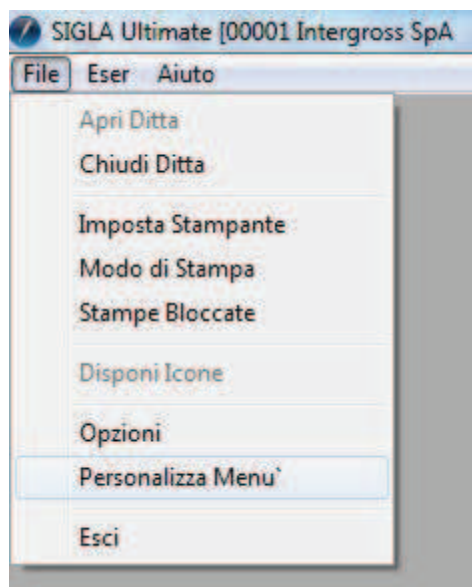 SIGLA Ultimate [00001 Intergross SpA
File Eser Aiuto
Apri Ditta
Chiudi Ditta
Imposta Stampante
Modo di Stampa
Stampe Bloccate
Disponi Icone
Opzioni
Personalizza Menu`
Esci